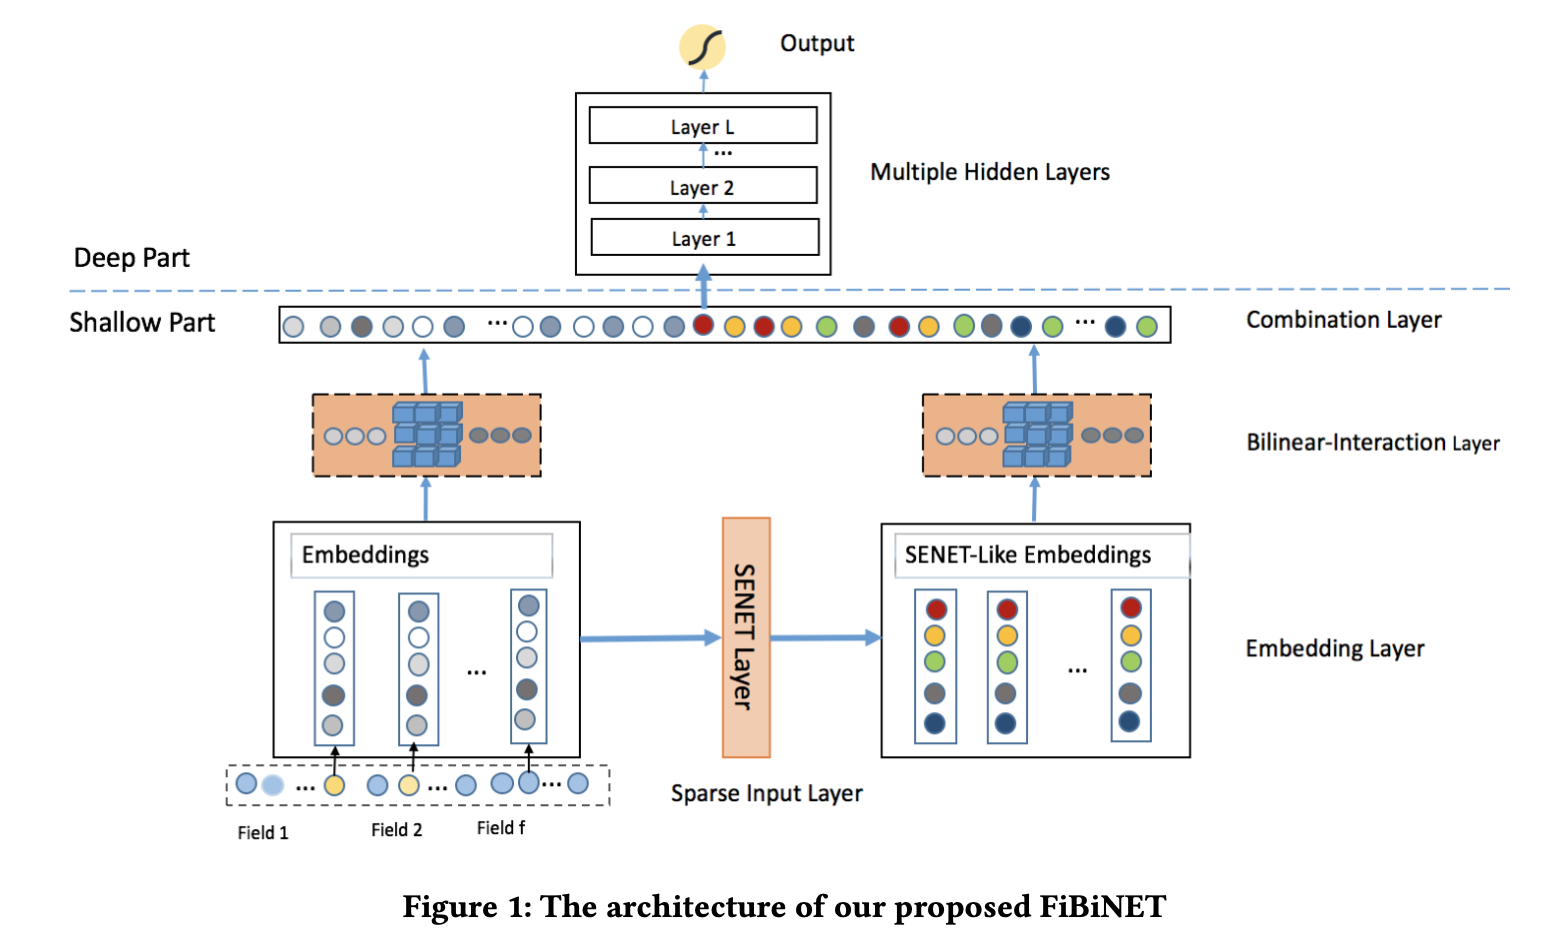 Output
Layer L
...
Multiple Hidden Layers
Layer 2
Layer 1
Deep Part
Shallow Part
...
...
Combination Layer
Bilinear-Interaction Layer
Embeddings
SENET Layer
SENET-Like Embeddings
...
...
Embedding Layer
... ... ...
Sparse Input Layer
Field 1
Field 2
Field f
Figure 1: The architecture of our proposed FiBiNET